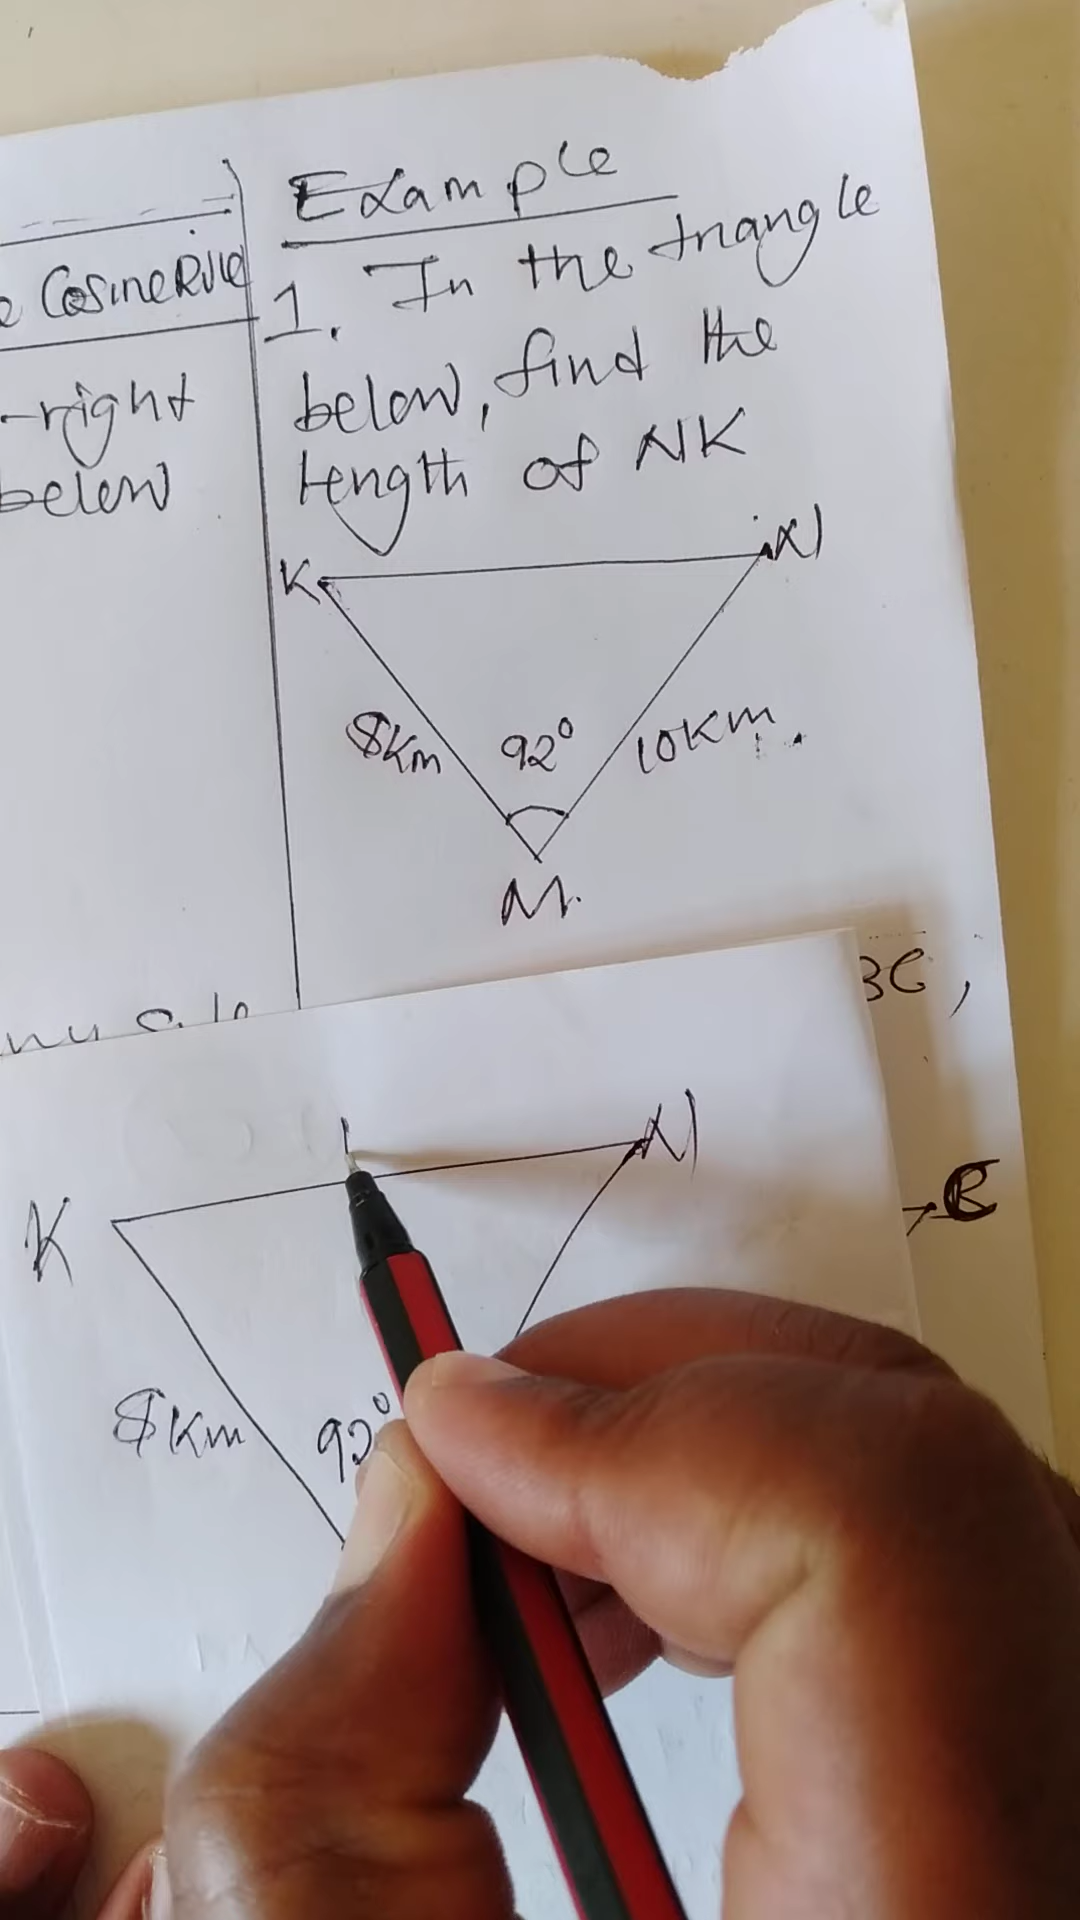 Cosine Rule
-right
below
Example
1. In the triangle
below, find the
length of NK
K
N
8Km
92°
10Km
M
BC,
K
N
8Km
92°
B